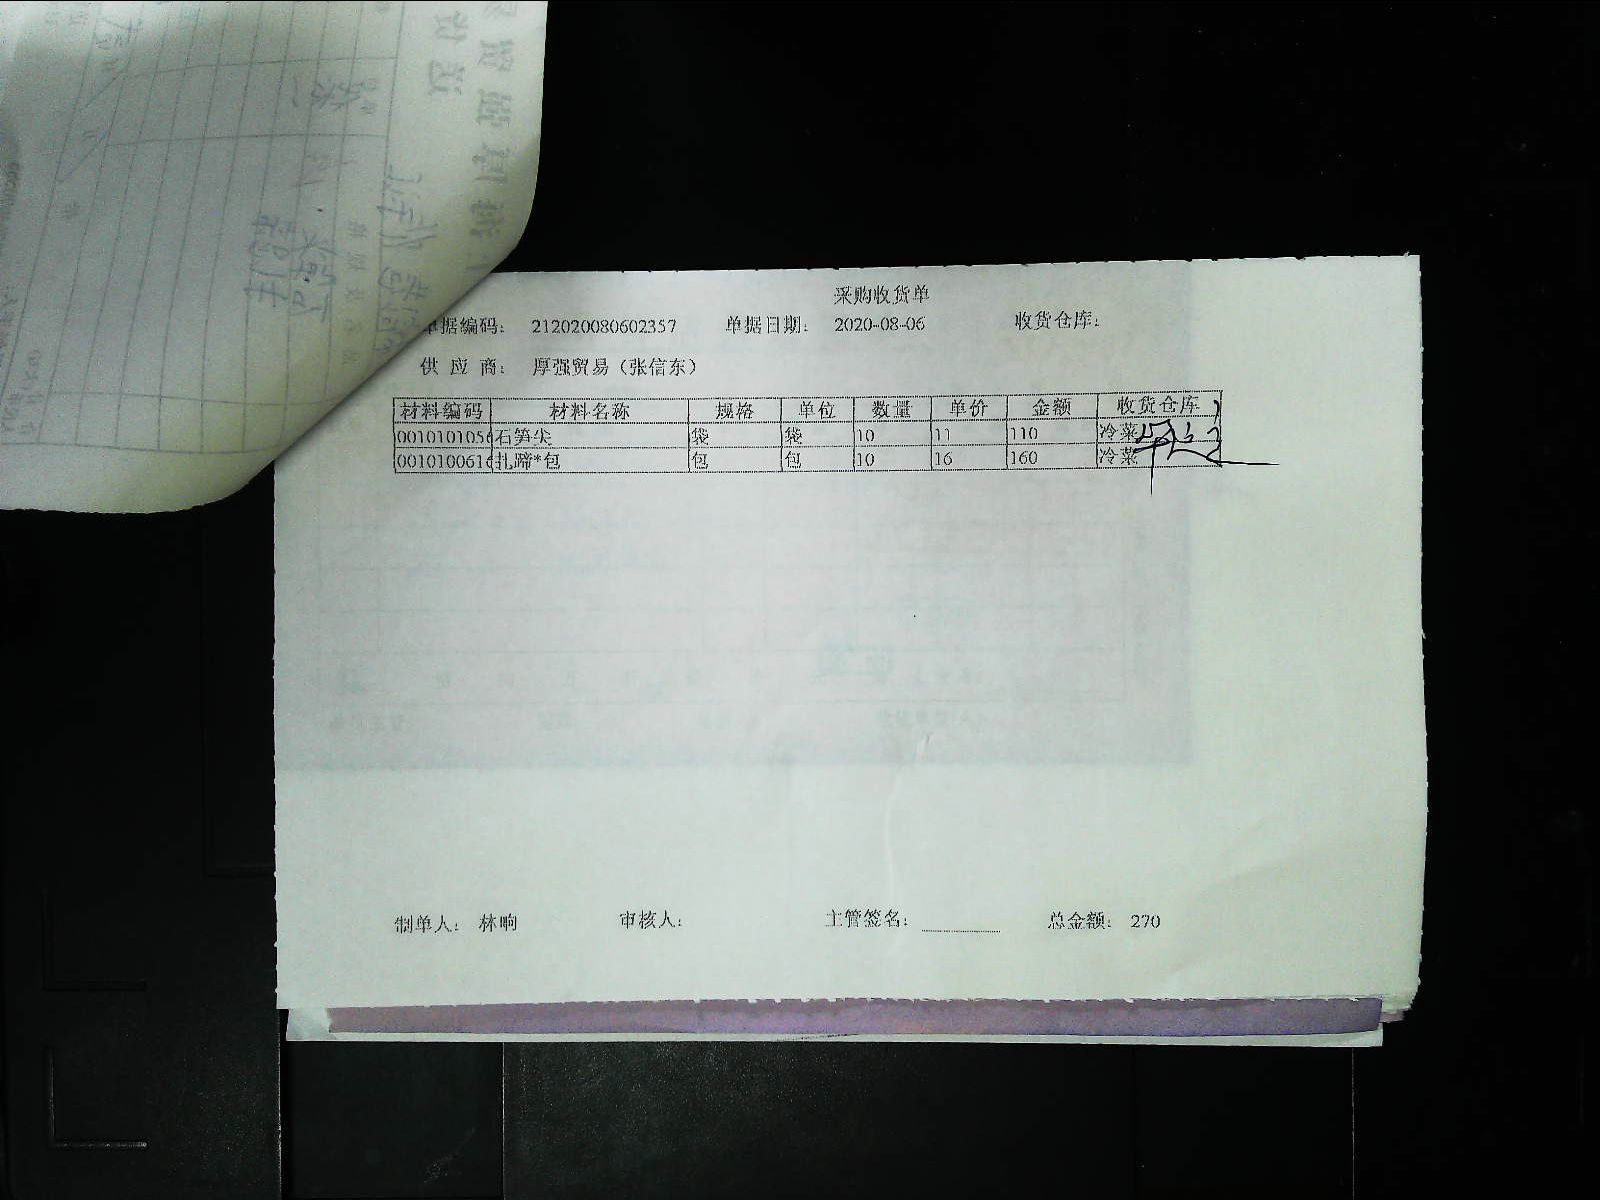 采购收货单
单据编码： 212020080602357 单据日期： 2020-08-06 收货仓库：
供 应 商： 厚强贸易（张信东）
材料编码 材料名称 规格 单位 数量 单价 金额 收货仓库
0010101056 石笋尖 袋 袋 10 11 110 冷菜
0010100616 扎蹄*包 包 包 10 16 160 冷菜
制单人： 林响 审核人： 主管签名： 总金额： 270